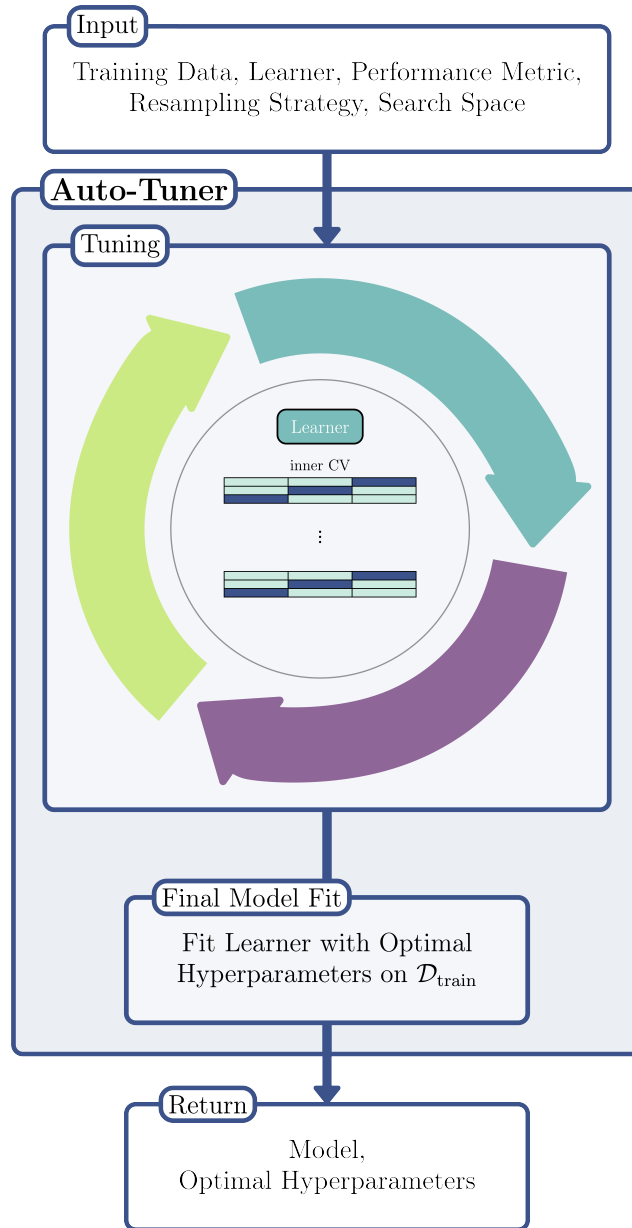 Input
Training Data, Learner, Performance Metric,
Resampling Strategy, Search Space
Auto-Tuner
Tuning
Learner
inner CV
⋮
Final Model Fit
Fit Learner with Optimal
Hyperparameters on 𝒟train
Return
Model,
Optimal Hyperparameters